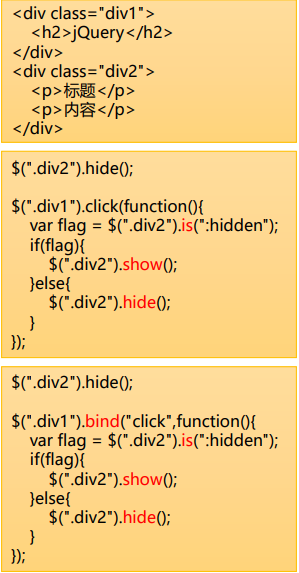 <div class="div1">
<h2>jQuery</h2>
</div>
<div class="div2">
<p>标题</p>
<p>内容</p>
</div>
$(".div2").hide();
$(".div1").click(function(){
var flag = $(".div2").is(":hidden");
if(flag){
$(".div2").show();
}else{
$(".div2").hide();
}
});
$(".div2").hide();
$(".div1").bind("click",function(){
var flag = $(".div2").is(":hidden");
if(flag){
$(".div2").show();
}else{
$(".div2").hide();
}
});